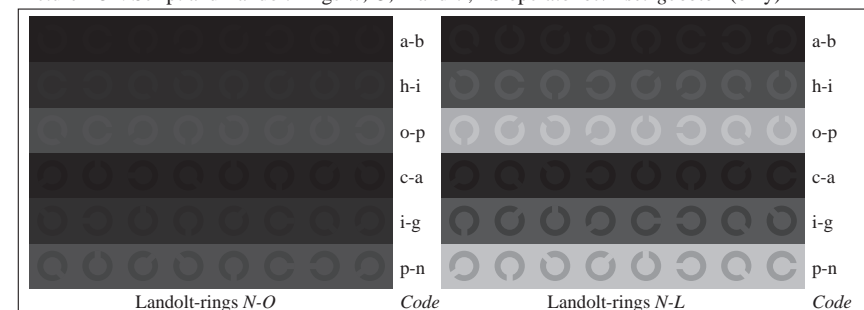 a-b a-b
h-i h-i
o-p o-p
c-a c-a
i-g i-g
p-n p-n
Landolt-rings N-O Code Landolt-rings N-L Code